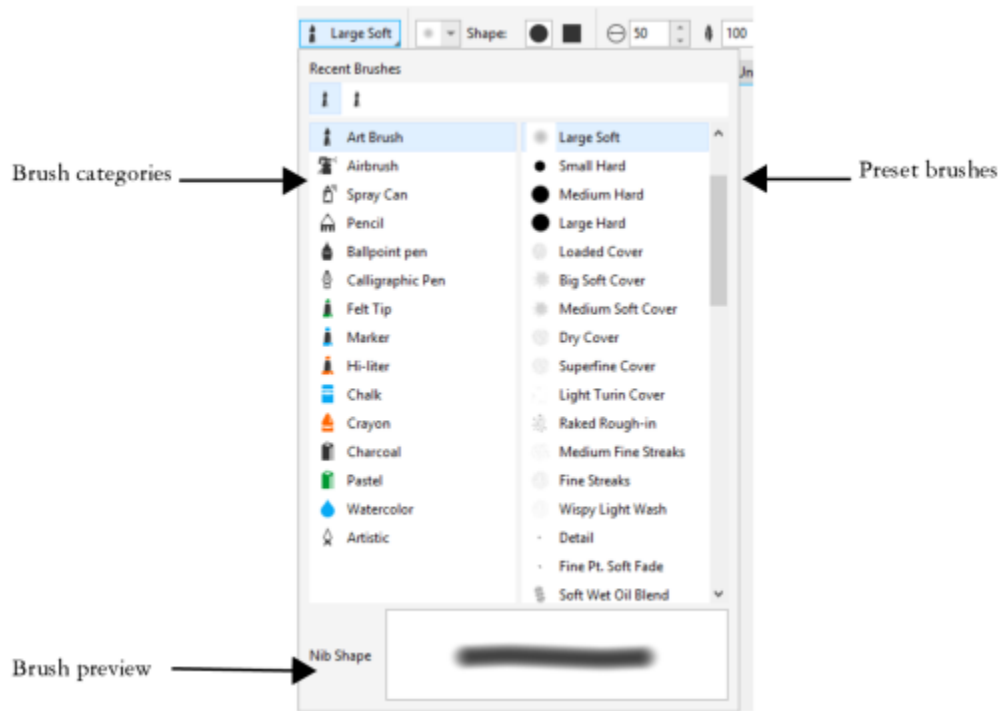 Large Soft Shape: 50 100
Recent Brushes
Art Brush Large Soft
Airbrush Small Hard
Brush categories Preset brushes
Spray Can Medium Hard
Pencil Large Hard
Ballpoint pen Loaded Cover
Calligraphic Pen Big Soft Cover
Felt Tip Medium Soft Cover
Marker Dry Cover
Hi-liter Superfine Cover
Chalk Light Turin Cover
Crayon Raked Rough-in
Charcoal Medium Fine Streaks
Pastel Fine Streaks
Watercolor Wispy Light Wash
Artistic Detail
Fine Pt. Soft Fade
Soft Wet Oil Blend
Nib Shape
Brush preview